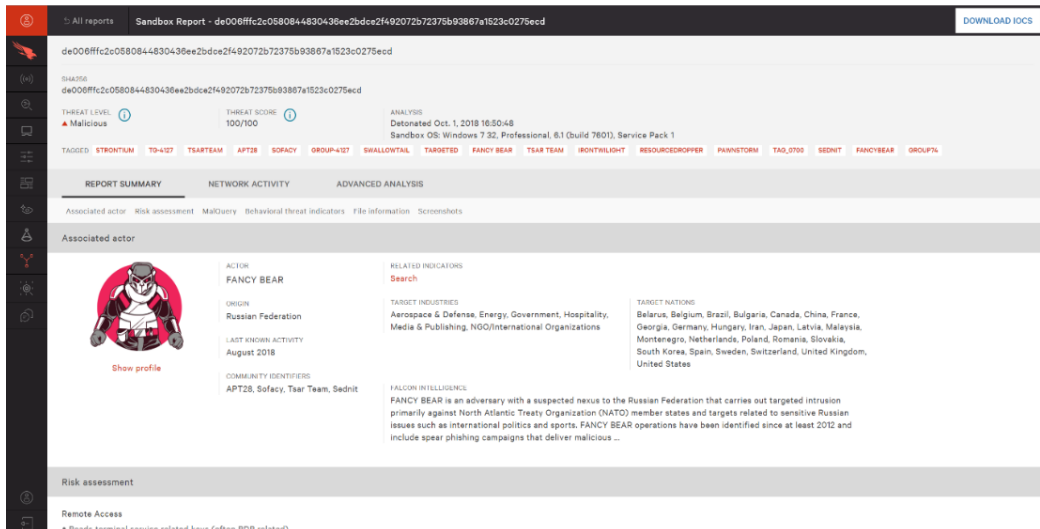 All reports
Sandbox Report - de006fffc2c0580844830436ee2bdce2f492072b72375b93867a1523c0275ecd
DOWNLOAD IOCS
de006fffc2c0580844830436ee2bdce2f492072b72375b93867a1523c0275ecd
SHA256
de006fffc2c0580844830436ee2bdce2f492072b72375b93867a1523c0275ecd
THREAT LEVEL
Malicious
THREAT SCORE
100/100
ANALYSIS
Detonated Oct. 1, 2018 16:50:48
Sandbox OS: Windows 7 32, Professional, 6.1 (build 7601), Service Pack 1
TAGGED STRONTIUM TG-4127 TSARTEAM APT28 SOFACY GROUP-4127 SWALLOWTAIL TARGETED FANCY BEAR TSAR TEAM IRONTWILIGHT RESOURCEDROPPER PAWNSTORM TAG_0700 SEDNIT FANCYBEAR GROUP74
REPORT SUMMARY NETWORK ACTIVITY ADVANCED ANALYSIS
Associated actor Risk assessment MalQuery Behavioral threat indicators File information Screenshots
Associated actor
Show profile
ACTOR
FANCY BEAR
ORIGIN
Russian Federation
LAST KNOWN ACTIVITY
August 2018
COMMUNITY IDENTIFIERS
APT28, Sofacy, Tsar Team, Sednit
RELATED INDICATORS
Search
TARGET INDUSTRIES
Aerospace & Defense, Energy, Government, Hospitality,
Media & Publishing, NGO/International Organizations
TARGET NATIONS
Belarus, Belgium, Brazil, Bulgaria, Canada, China, France,
Georgia, Germany, Hungary, Iran, Japan, Latvia, Malaysia,
Montenegro, Netherlands, Poland, Romania, Slovakia,
South Korea, Spain, Sweden, Switzerland, United Kingdom,
United States
FALCON INTELLIGENCE
FANCY BEAR is an adversary with a suspected nexus to the Russian Federation that carries out targeted intrusion
primarily against North Atlantic Treaty Organization (NATO) member states and targets related to sensitive Russian
issues such as international politics and sports. FANCY BEAR operations have been identified since at least 2012 and
include spear phishing campaigns that deliver malicious ...
Risk assessment
Remote Access
Reads terminal service related keys (often RDP related)